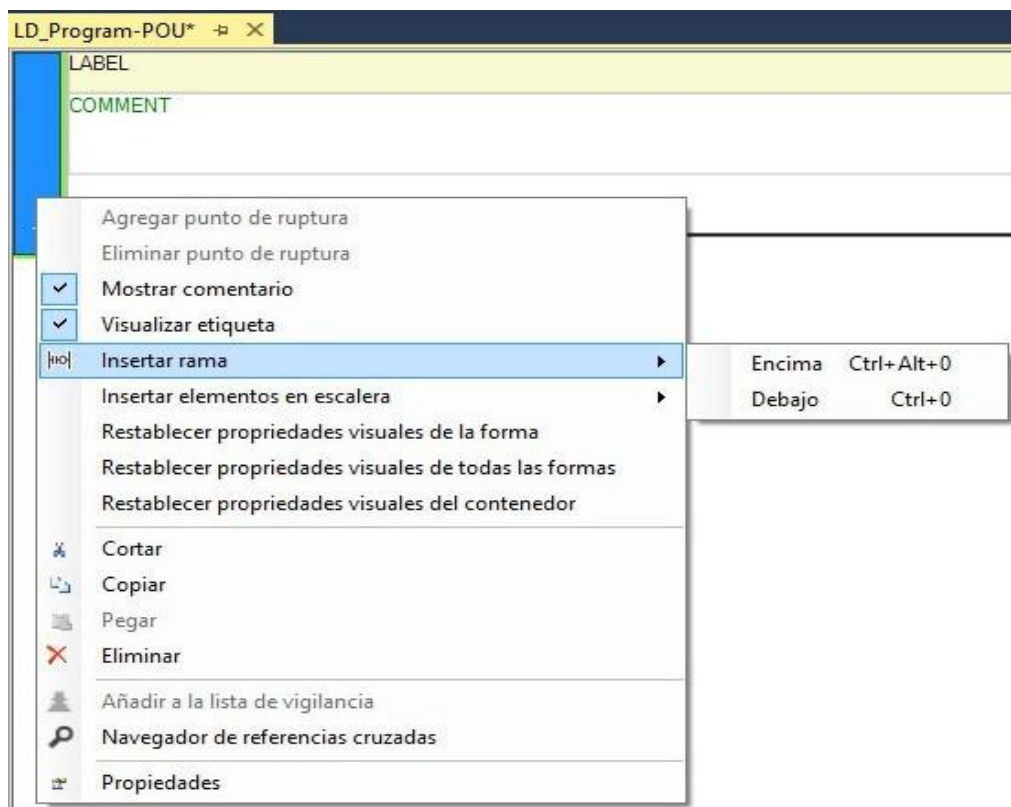 LD_Program-POU*
LABEL
COMMENT
Agregar punto de ruptura
Eliminar punto de ruptura
Mostrar comentario
Visualizar etiqueta
Insertar rama
Encima Ctrl+Alt+0
Debajo Ctrl+0
Insertar elementos en escalera
Restablecer propriedades visuales de la forma
Restablecer propriedades visuales de todas las formas
Restablecer propriedades visuales del contenedor
Cortar
Copiar
Pegar
Eliminar
Añadir a la lista de vigilancia
Navegador de referencias cruzadas
Propiedades